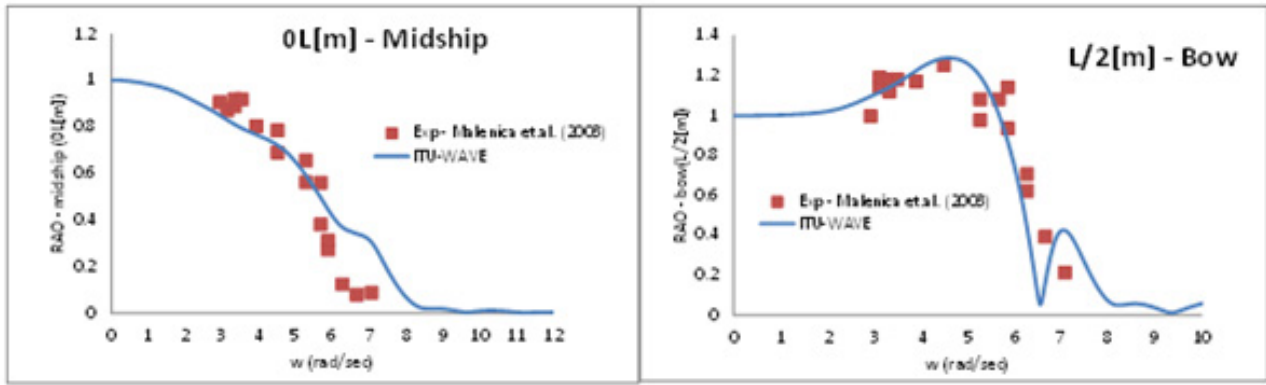 0L[m] - Midship
RAO - midship (0L[m])
1.2
1
0.8
0.6
0.4
0.2
0
Exp - Malenica et al. (2008)
ITU-WAVE
0 1 2 3 4 5 6 7 8 9 10 11 12
w (rad/sec)
L/2[m] - Bow
RAO - bow(L/2[m])
1.4
1.2
1
0.8
0.6
0.4
0.2
0
Exp - Malenica et al. (2008)
ITU-WAVE
0 1 2 3 4 5 6 7 8 9 10
w (rad/sec)